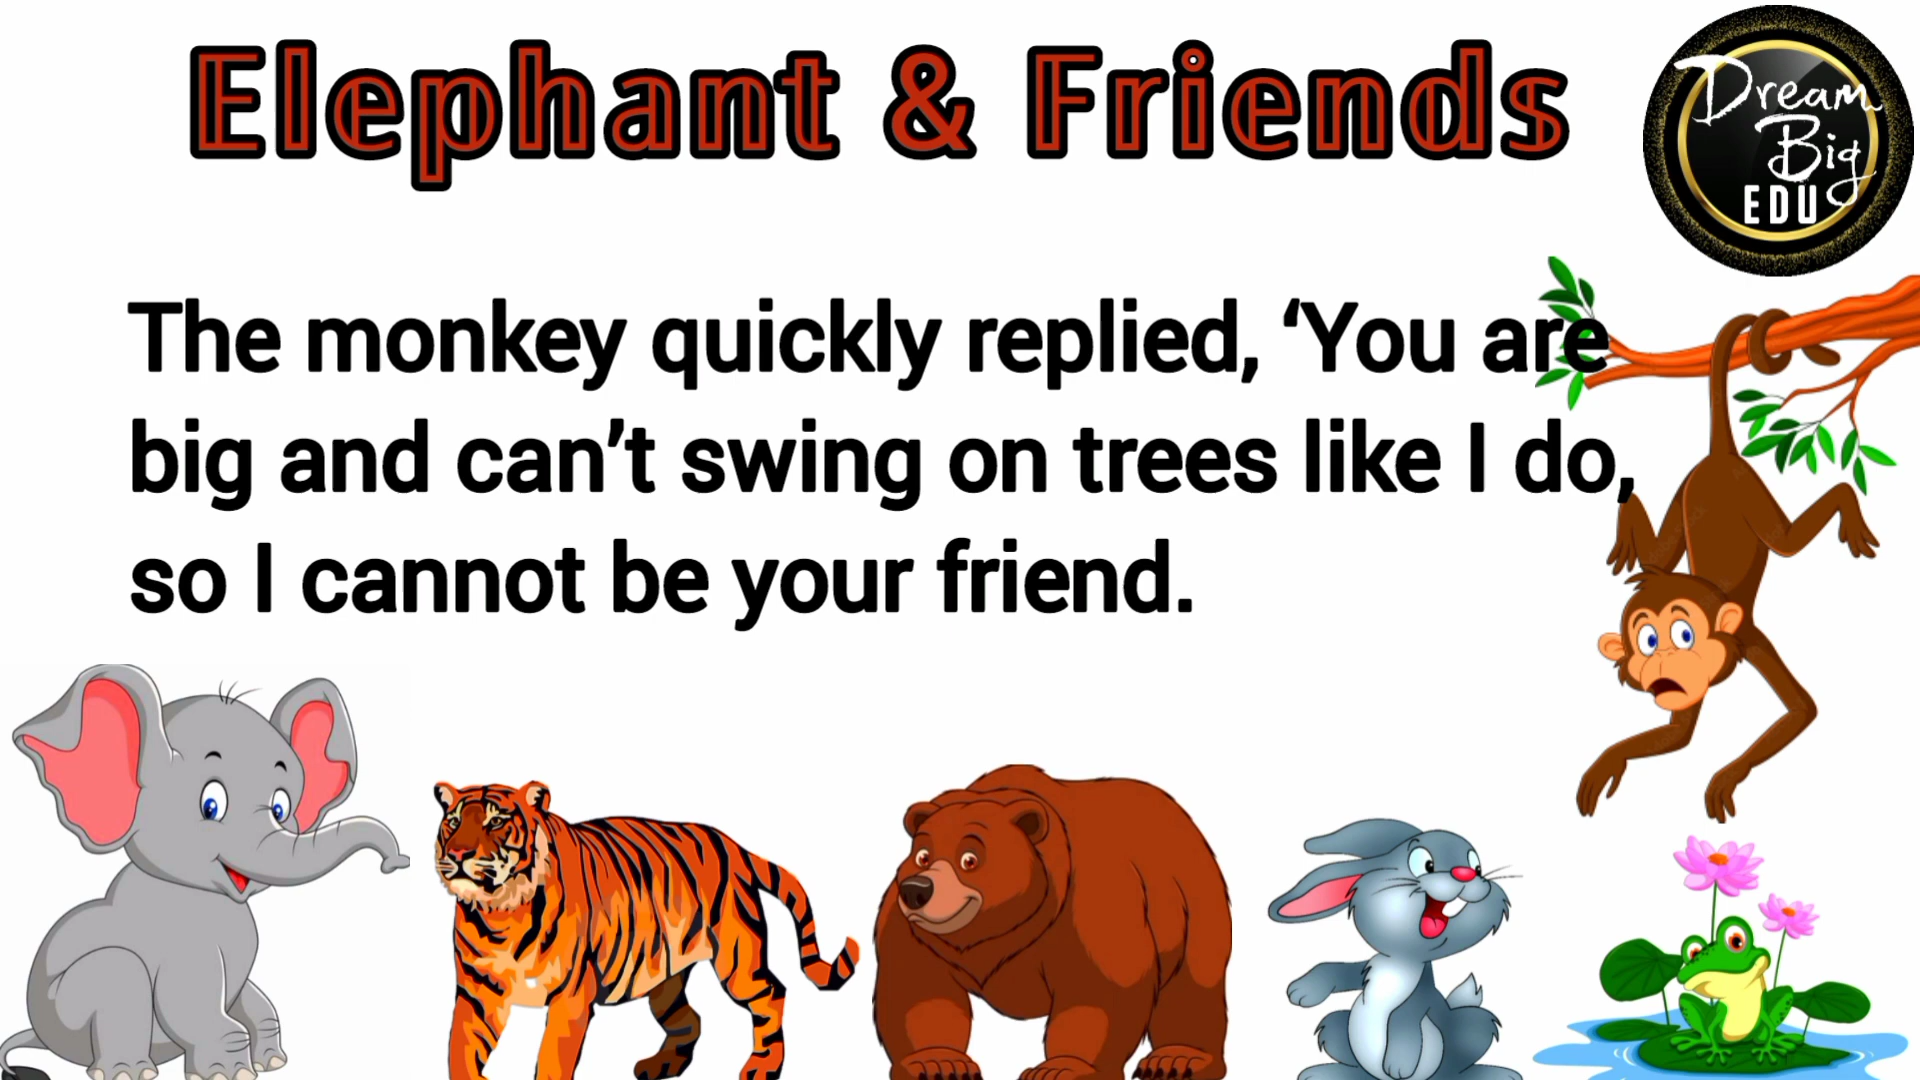 Elephant & Friends
Dream
Big
EDU
The monkey quickly replied, ‘You are
big and can’t swing on trees like I do,
so I cannot be your friend.